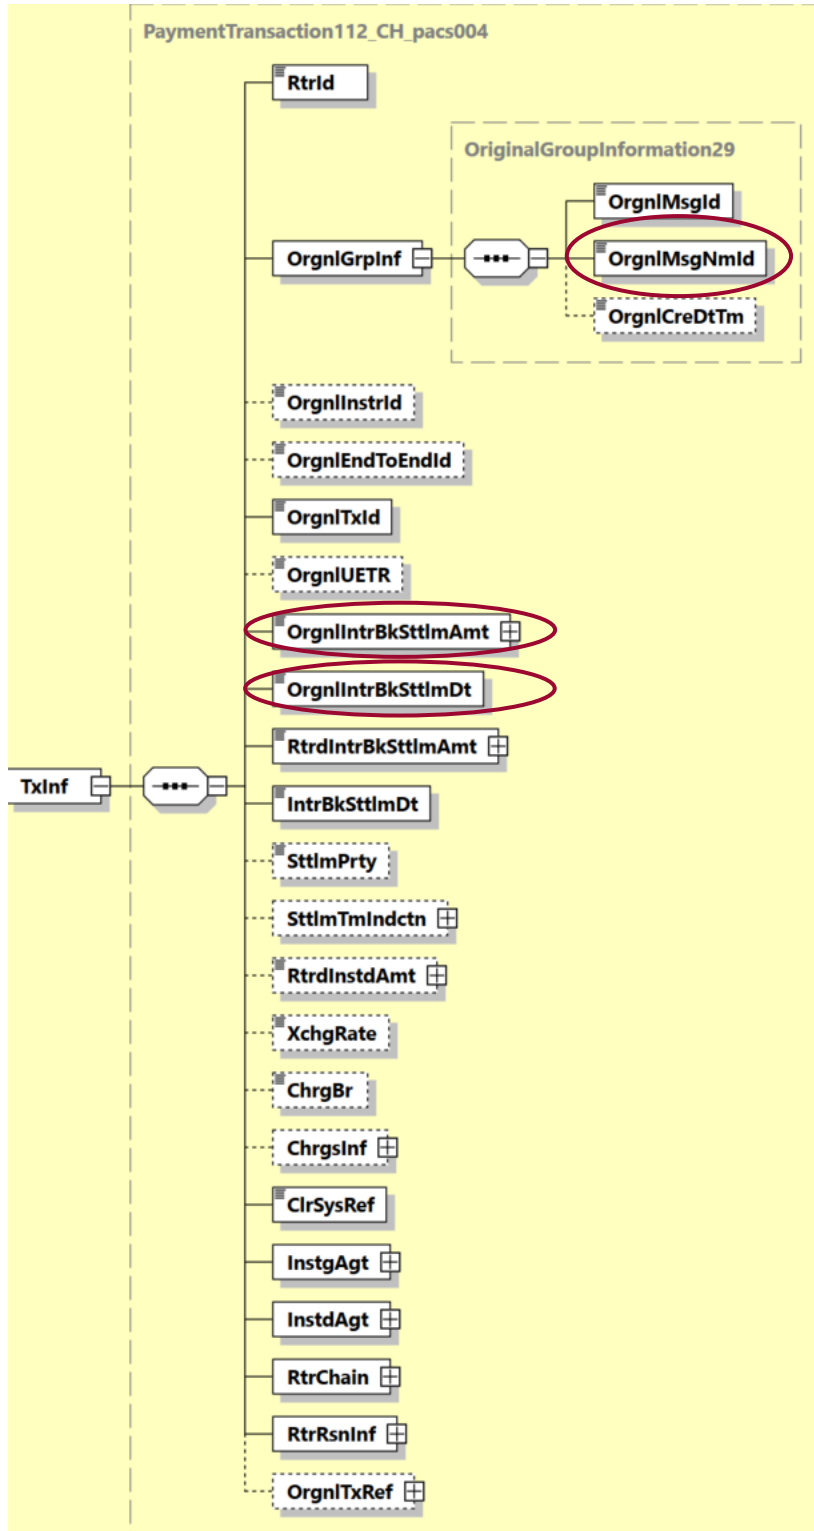 PaymentTransaction112_CH_pacs004
RtrId
OriginalGroupInformation29
OrgnlMsgId
OrgnlGrpInf
OrgnlMsgNmId
OrgnlCreDtTm
OrgnlInstrId
OrgnlEndToEndId
OrgnlTxId
OrgnlUETR
OrgnlIntrBkSttlmAmt
OrgnlIntrBkSttlmDt
RtrdIntrBkSttlmAmt
TxInf
IntrBkSttlmDt
SttlmPrty
SttlmTmIndctn
RtrdInstdAmt
XchgRate
ChrgBr
ChrgsInf
ClrSysRef
InstgAgt
InstdAgt
RtrChain
RtrRsnInf
OrgnlTxRef